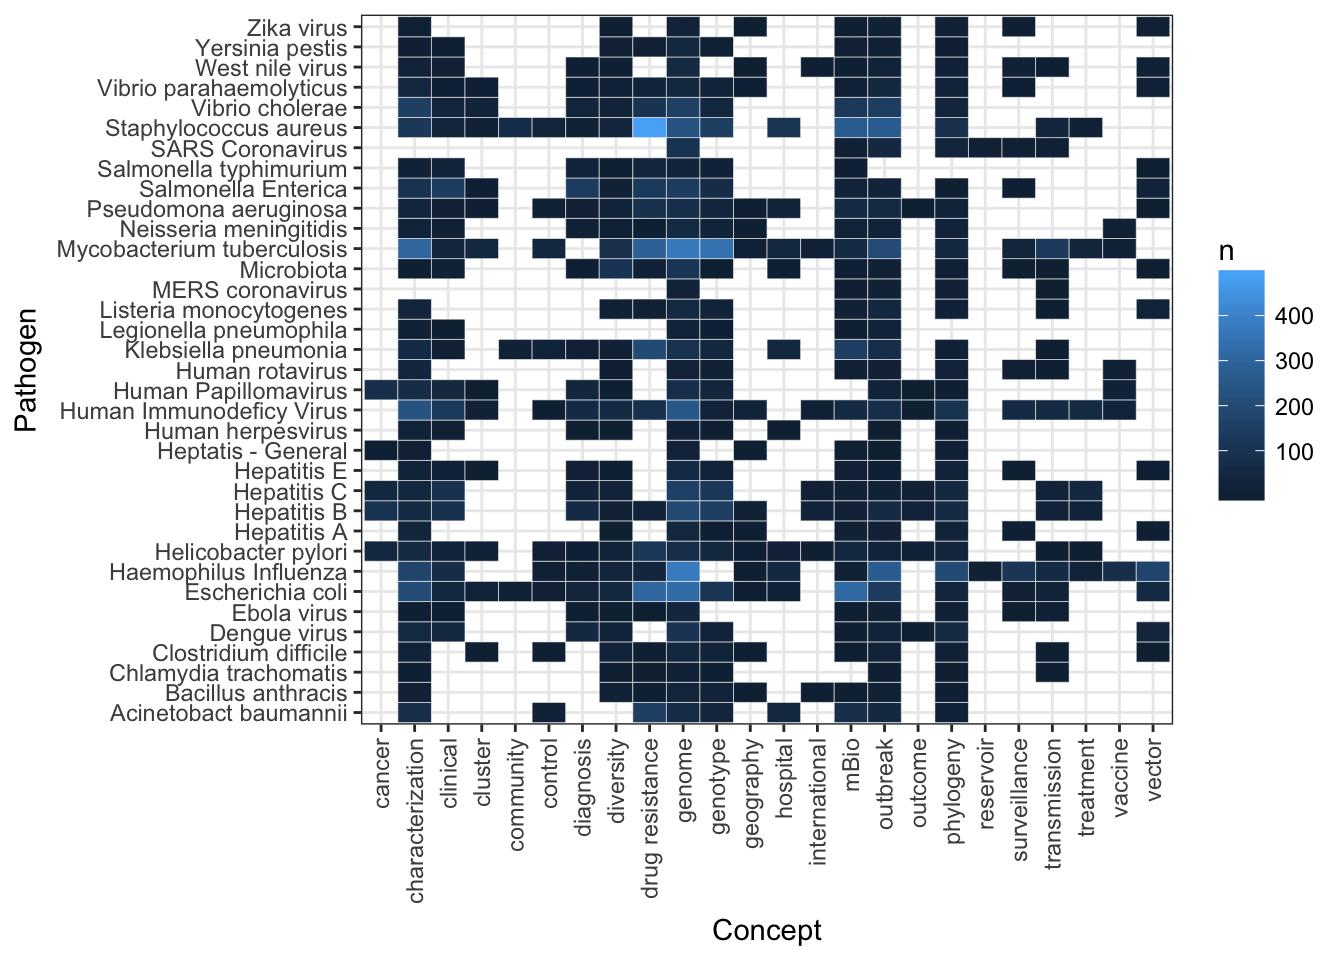 Zika virus
Yersinia pestis
West nile virus
Vibrio parahaemolyticus
Vibrio cholerae
Staphylococcus aureus
SARS Coronavirus
Salmonella typhimurium
Salmonella Enterica
Pseudomona aeruginosa
Neisseria meningitidis
Mycobacterium tuberculosis
Microbiota
MERS coronavirus
Listeria monocytogenes
Legionella pneumophila
Klebsiella pneumonia
Human rotavirus
Human Papillomavirus
Human Immunodeficy Virus
Human herpesvirus
Heptatis - General
Hepatitis E
Hepatitis C
Hepatitis B
Hepatitis A
Helicobacter pylori
Haemophilus Influenza
Escherichia coli
Ebola virus
Dengue virus
Clostridium difficile
Chlamydia trachomatis
Bacillus anthracis
Acinetobact baumannii
Pathogen
cancer
characterization
clinical
cluster
community
control
diagnosis
diversity
drug resistance
genome
genotype
geography
hospital
international
mBio
outbreak
outcome
phylogeny
reservoir
surveillance
transmission
treatment
vaccine
vector
Concept
n
400
300
200
100